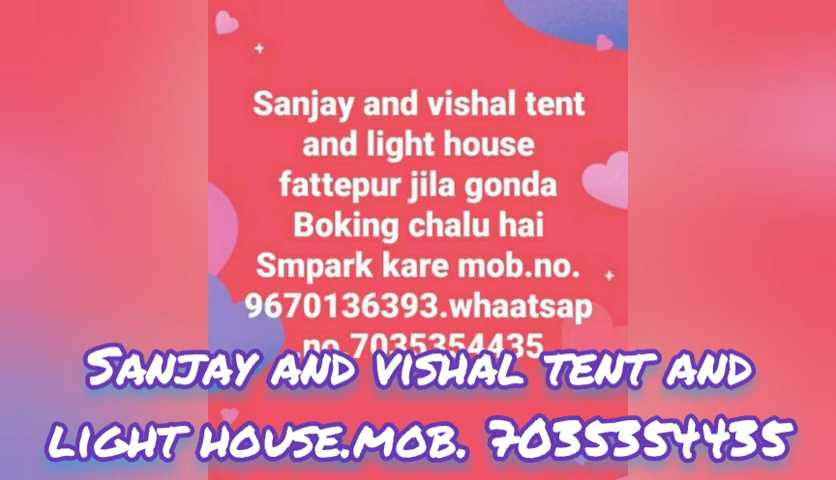 Sanjay and vishal tent
and light house
fattepur jila gonda
Boking chalu hai
Smpark kare mob.no.
9670136393.whaatsap
no.7035354435
Sanjay and vishal tent and
light house.mob. 7035354435